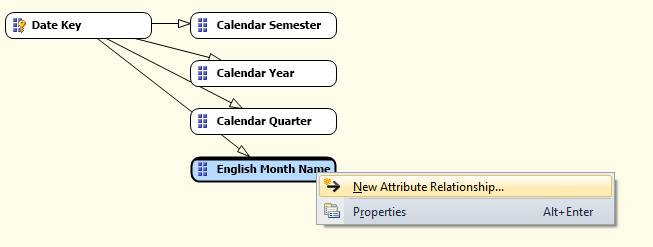 Date Key
Calendar Semester
Calendar Year
Calendar Quarter
English Month Name
New Attribute Relationship...
Properties Alt+Enter